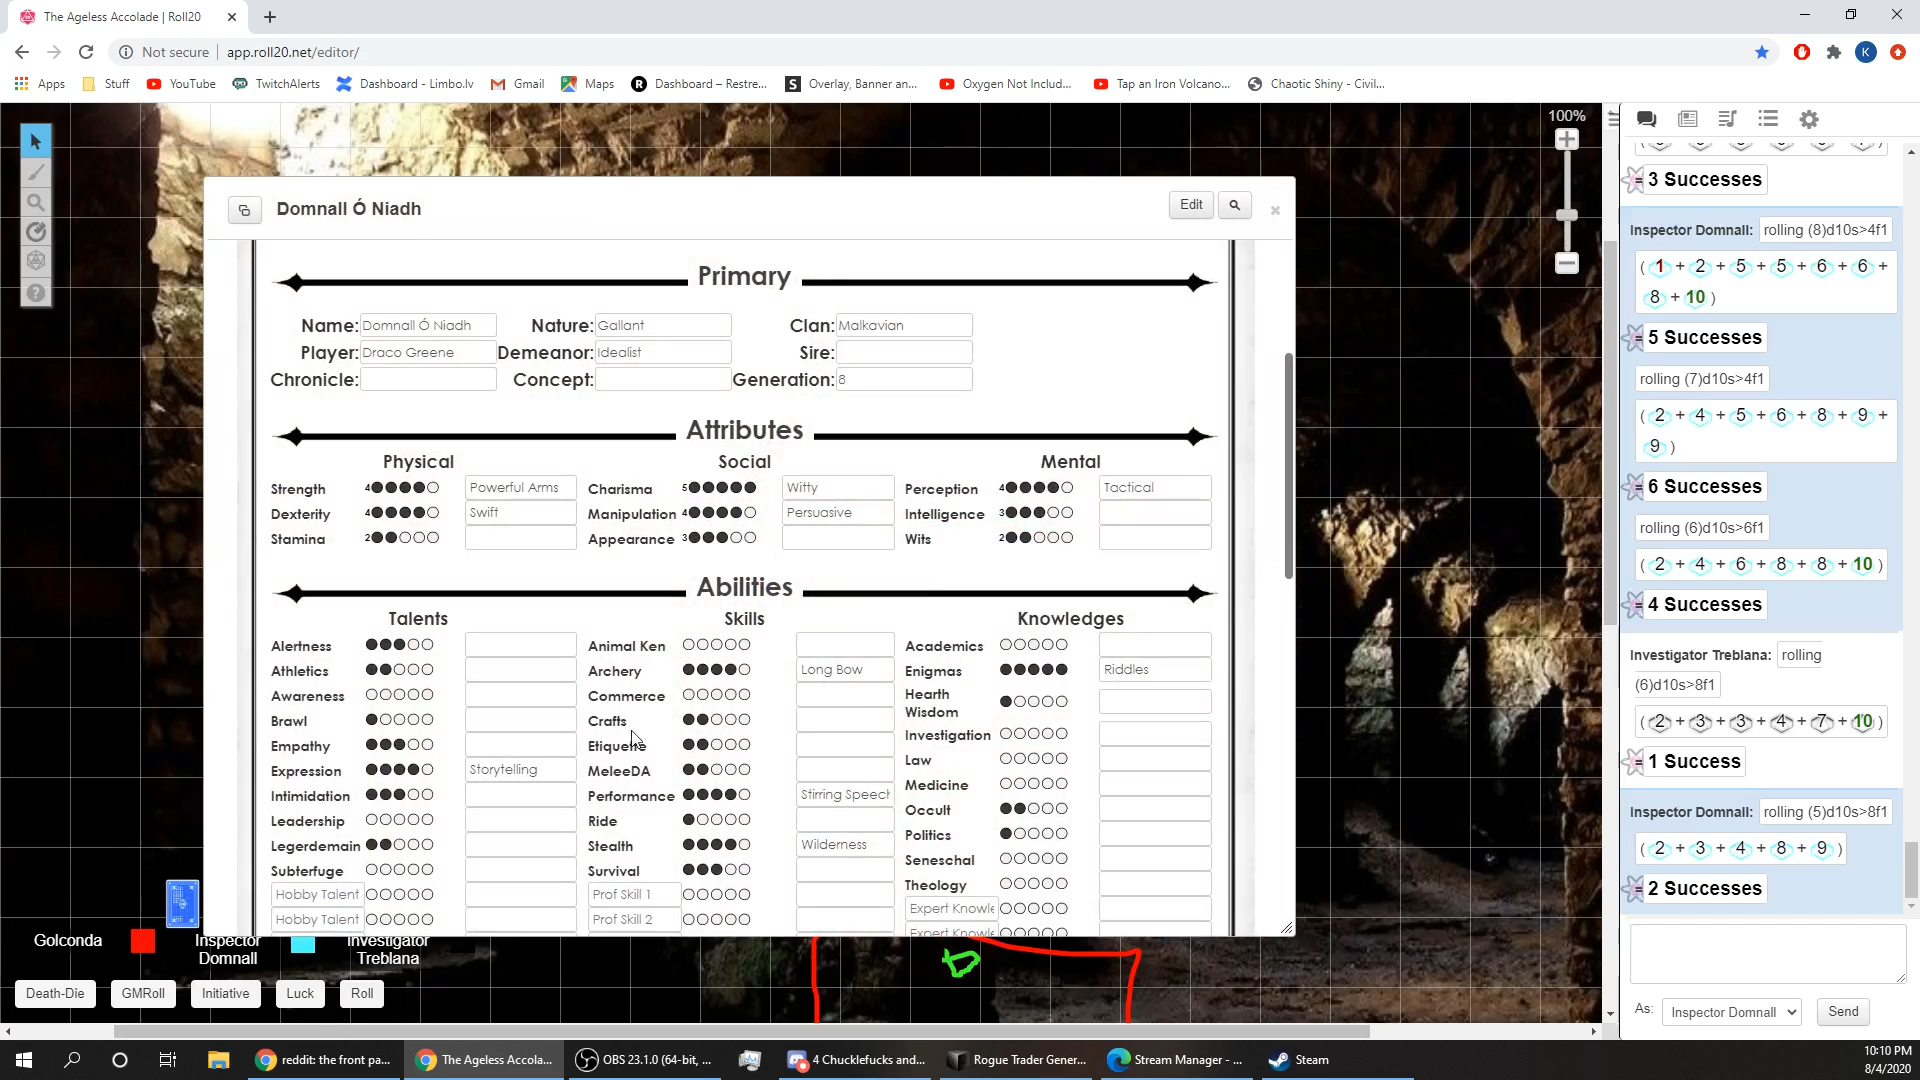 The Ageless Accolade | Roll20
Not secure | app.roll20.net/editor/
K
Apps Stuff YouTube TwitchAlerts Dashboard - Limbo.lv Gmail Maps Dashboard – Restre... Overlay, Banner an... Oxygen Not Includ... Tap an Iron Volcano... Chaotic Shiny - Civil...
100%
Domnall Ó Niadh
Edit
Primary
Name: Domnall Ó Niadh Nature: Gallant Clan: Malkavian
Player: Draco Greene Demeanor: Idealist Sire:
Chronicle: Concept: Generation: 8
Attributes
Physical Social Mental
Strength 4 Powerful Arms Charisma 5 Witty Perception 4 Tactical
Dexterity 4 Swift Manipulation 4 Persuasive Intelligence 3
Stamina 2 Appearance 3 Wits 2
Abilities
Talents Skills Knowledges
Alertness Animal Ken Academics
Athletics Archery Long Bow Enigmas Riddles
Awareness Commerce Hearth Wisdom
Brawl Crafts Investigation
Empathy Etiquette Law
Expression Storytelling MeleeDA Medicine
Intimidation Performance Stirring Speech Occult
Leadership Ride Politics
Legerdemain Stealth Wilderness Seneschal
Subterfuge Survival Theology
Hobby Talent Prof Skill 1 Expert Knowle
Hobby Talent Prof Skill 2 Expert Knowle
Golconda Inspector Domnall Investigator Treblana
Death-Die GMRoll Initiative Luck Roll
= 3 Successes
Inspector Domnall: rolling (8)d10s>4f1
( 1 + 2 + 5 + 5 + 6 + 6 +
8 + 10 )
= 5 Successes
rolling (7)d10s>4f1
( 2 + 4 + 5 + 6 + 8 + 9 +
9 )
= 6 Successes
rolling (6)d10s>6f1
( 2 + 4 + 6 + 8 + 8 + 10 )
= 4 Successes
Investigator Treblana: rolling
(6)d10s>8f1
( 2 + 3 + 3 + 4 + 7 + 10 )
= 1 Success
Inspector Domnall: rolling (5)d10s>8f1
( 2 + 3 + 4 + 8 + 9 )
= 2 Successes
As: Inspector Domnall Send
reddit: the front pa... The Ageless Accola... OBS 23.1.0 (64-bit, ... 4 Chucklefucks and... Rogue Trader Gener... Stream Manager - ... Steam
10:10 PM
8/4/2020